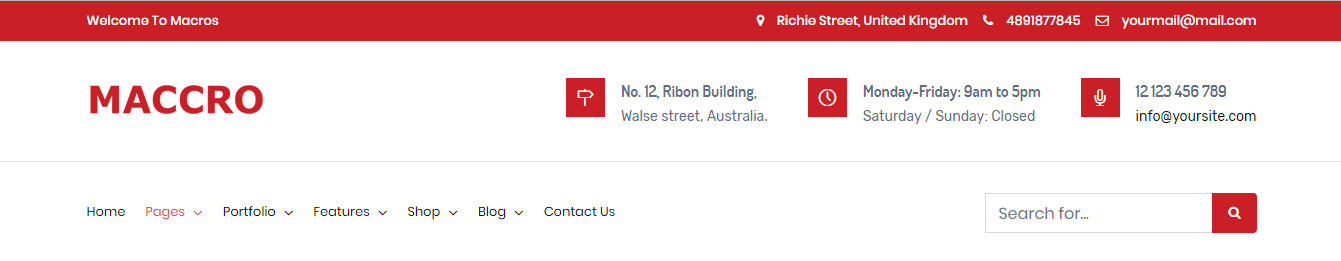 Welcome To Macros
Richie Street, United Kingdom 4891877845 yourmail@mail.com
MACCRO
No. 12, Ribon Building,
Walse street, Australia.
Monday-Friday: 9am to 5pm
Saturday / Sunday: Closed
12 123 456 789
info@yoursite.com
Home Pages Portfolio Features Shop Blog Contact Us
Search for...